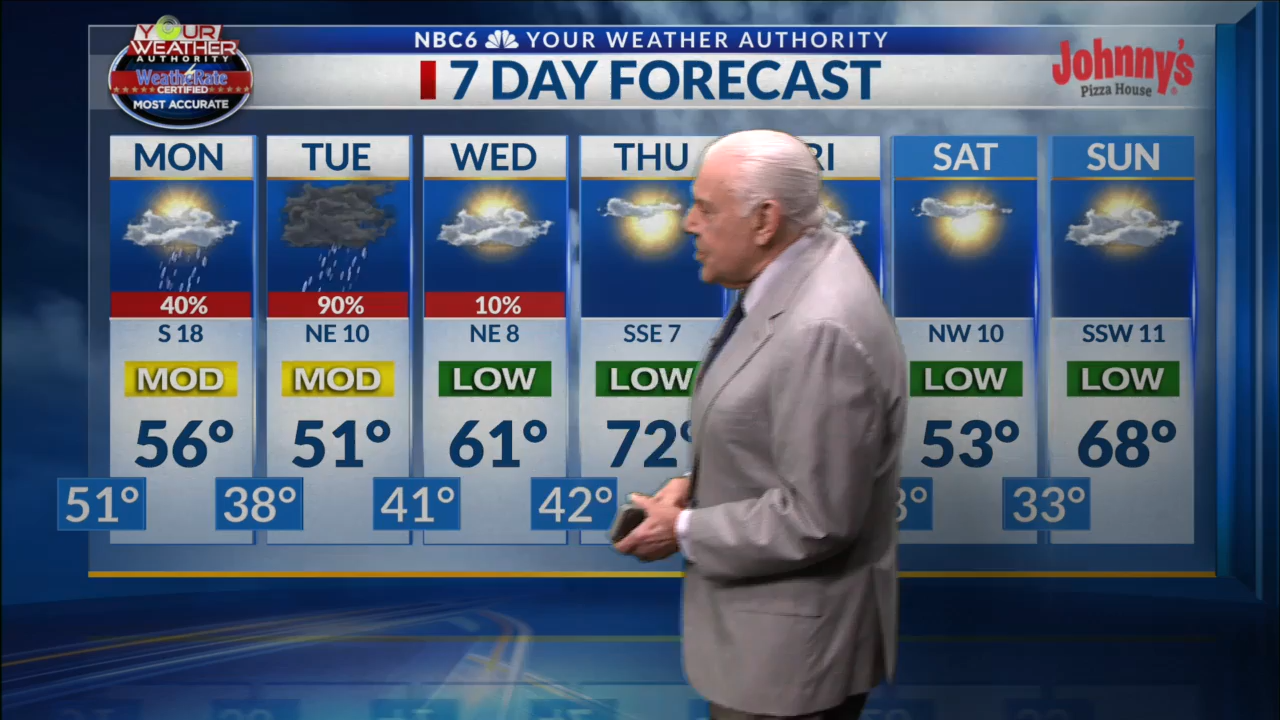 NBC6 YOUR WEATHER AUTHORITY
7 DAY FORECAST
YOUR
WEATHER
AUTHORITY
WeatheRate
CERTIFIED
MOST ACCURATE
Johnny's
Pizza House
MON TUE WED THU RI SAT SUN
40% 90% 10%
S 18 NE 10 NE 8 SSE 7 NW 10 SSW 11
MOD MOD LOW LOW LOW LOW
56° 51° 61° 72° 53° 68°
51° 38° 41° 42° 33°